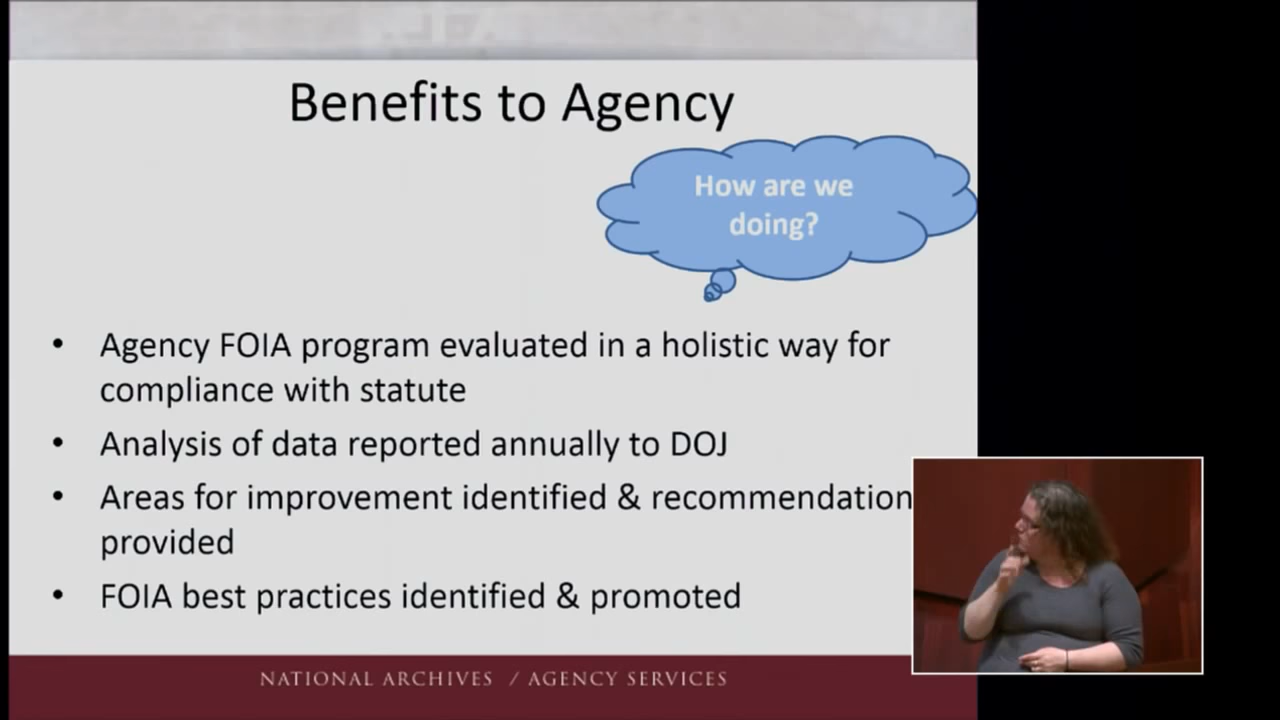 Benefits to Agency
How are we
doing?
• Agency FOIA program evaluated in a holistic way for
compliance with statute
• Analysis of data reported annually to DOJ
• Areas for improvement identified & recommendation
provided
• FOIA best practices identified & promoted
NATIONAL ARCHIVES / AGENCY SERVICES